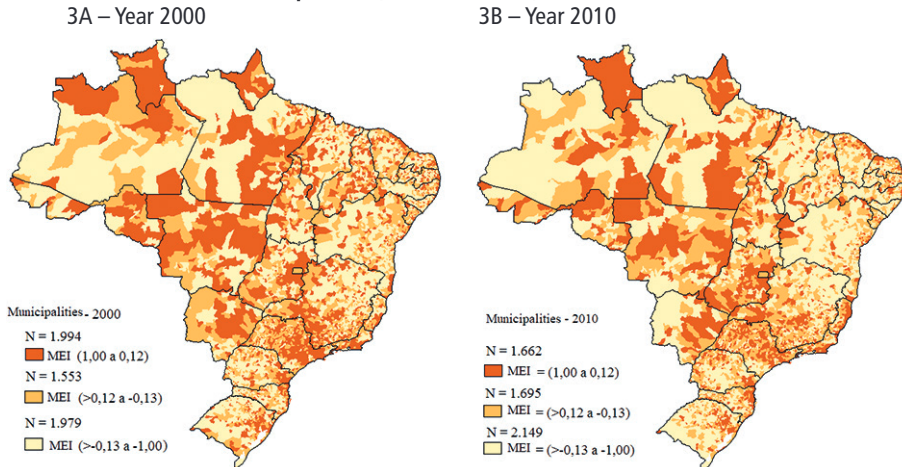 3A – Year 2000
Municipalities - 2000
N = 1.994
MEI (1,00 a 0,12)
N = 1.553
MEI (>0,12 a -0,13)
N = 1.979
MEI (>-0,13 a -1,00)
3B – Year 2010
Municipalities - 2010
N = 1.662
MEI = (1,00 a 0,12)
N = 1.695
MEI = (>0,12 a -0,13)
N = 2.149
MEI = (>-0,13 a -1,00)